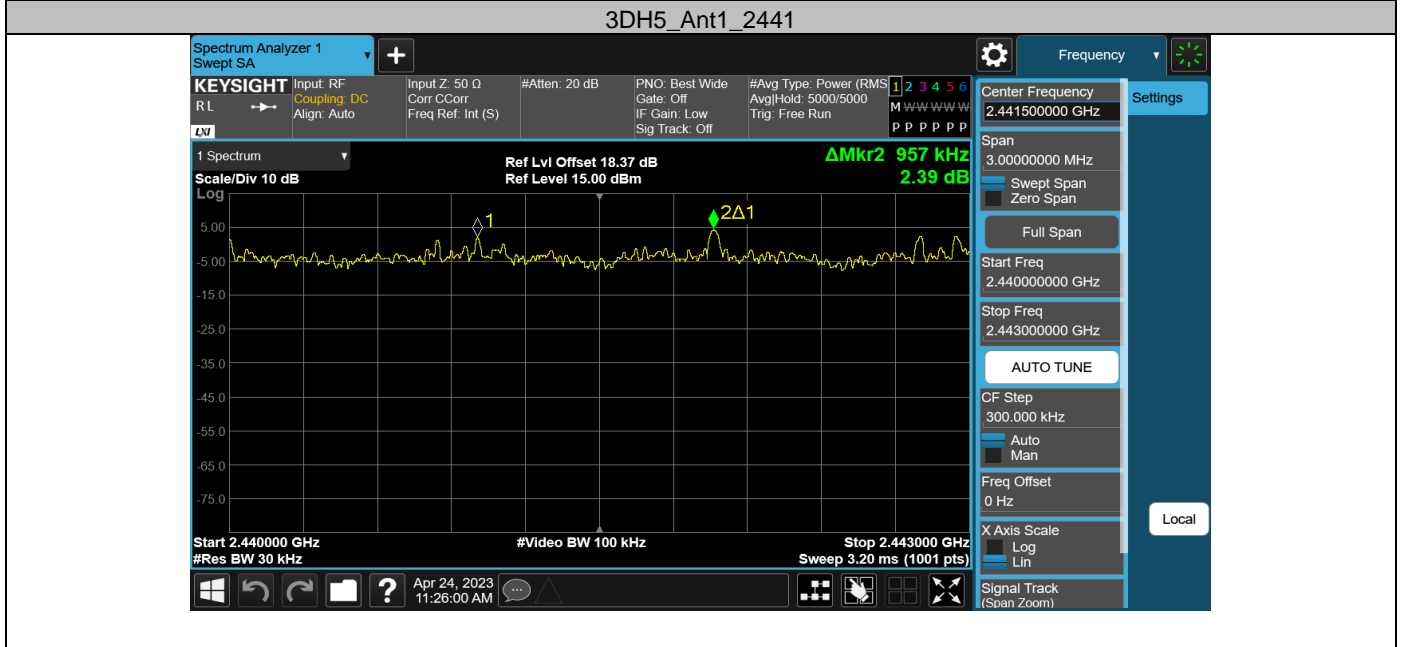 3DH5_Ant1_2441
Spectrum Analyzer 1
Swept SA
+
Frequency
KEYSIGHT
RL
LXI
Input: RF
Coupling: DC
Align: Auto
Input Z: 50 Ω
Corr CCorr
Freq Ref: Int (S)
#Atten: 20 dB
PNO: Best Wide
Gate: Off
IF Gain: Low
Sig Track: Off
#Avg Type: Power (RMS
Avg|Hold: 5000/5000
Trig: Free Run
1 2 3 4 5 6
M W W W W W
P P P P P P
1 Spectrum
Scale/Div 10 dB
Ref Lvl Offset 18.37 dB
Ref Level 15.00 dBm
ΔMkr2 957 kHz
2.39 dB
Log
1
2Δ1
5.00
-5.00
-15.0
-25.0
-35.0
-45.0
-55.0
-65.0
-75.0
Start 2.440000 GHz
#Video BW 100 kHz
Stop 2.443000 GHz
#Res BW 30 kHz
Sweep 3.20 ms (1001 pts)
?
Apr 24, 2023
11:26:00 AM
Center Frequency
2.441500000 GHz
Settings
Span
3.00000000 MHz
Swept Span
Zero Span
Full Span
Start Freq
2.440000000 GHz
Stop Freq
2.443000000 GHz
AUTO TUNE
CF Step
300.000 kHz
Auto
Man
Freq Offset
0 Hz
Local
X Axis Scale
Log
Lin
Signal Track
(Span Zoom)